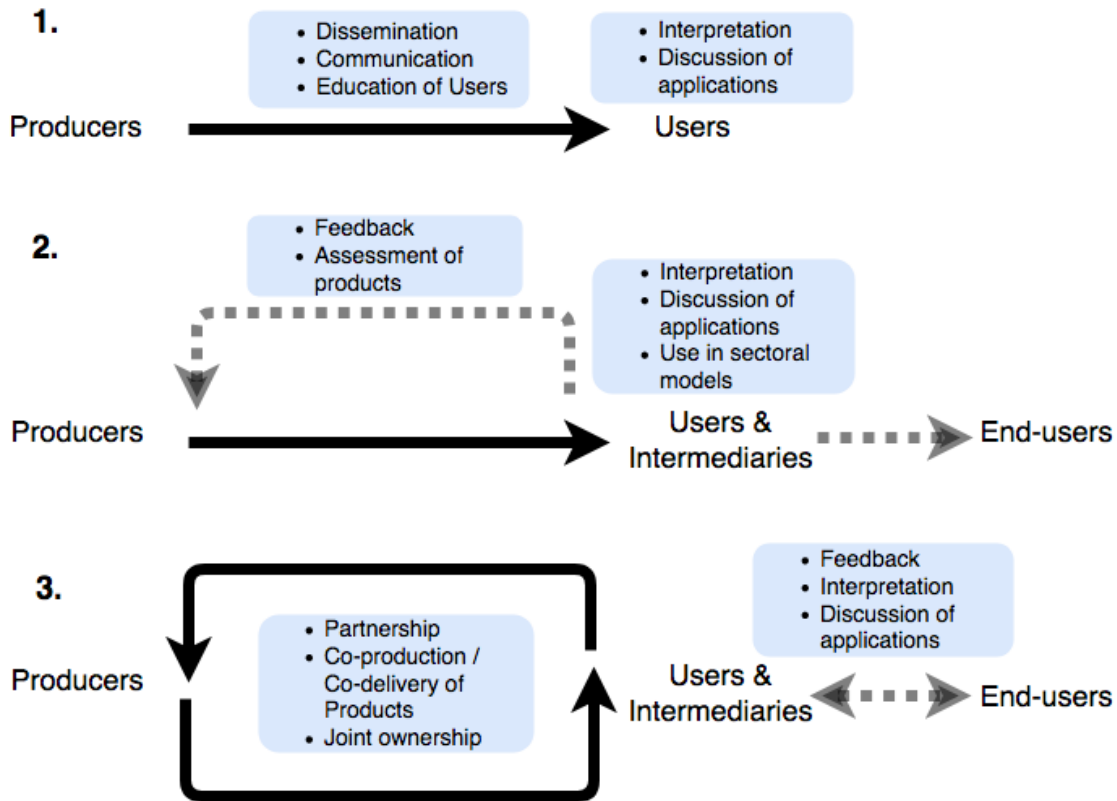 1.
• Dissemination
• Communication
• Education of Users
• Interpretation
• Discussion of
applications
Producers
Users
2.
• Feedback
• Assessment of
products
• Interpretation
• Discussion of
applications
• Use in sectoral
models
Producers
Users &
Intermediaries
End-users
3.
• Feedback
• Interpretation
• Discussion of
applications
• Partnership
• Co-production /
Co-delivery of
Products
• Joint ownership
Producers
Users &
Intermediaries
End-users